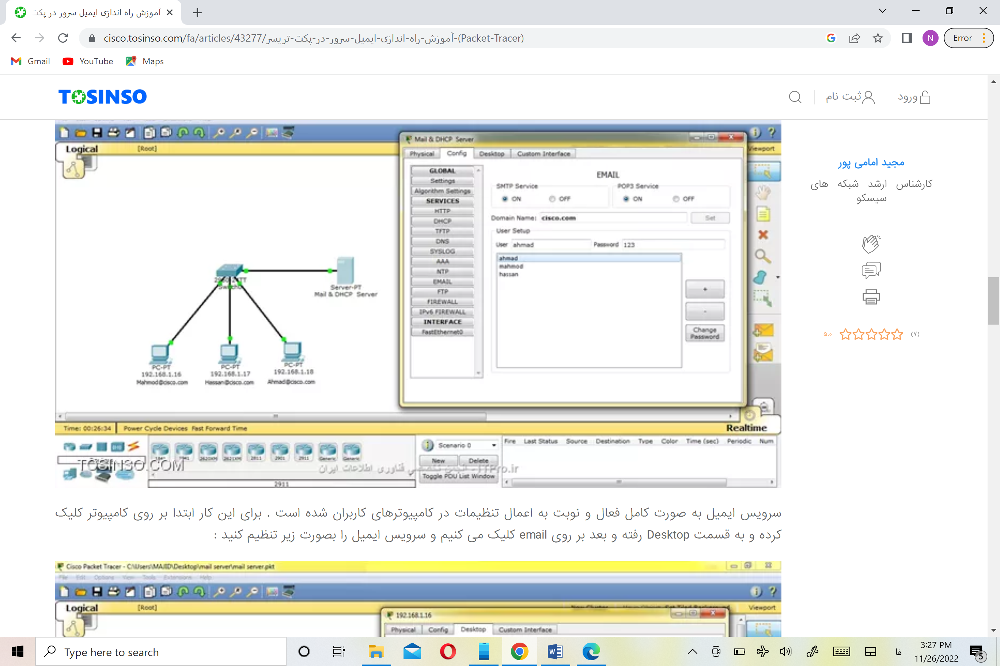 آموزش راه اندازی ایمیل سرور در پکت
cisco.tosinso.com/fa/articles/43277/آموزش-راه-اندازی-ایمیل-سرور-در-پکت-تریسر-(Packet-Tracer)
Error
N
Gmail
YouTube
Maps
TOSINSO
ورود
ثبت نام
Logical
[Root]
Viewport
Mail & DHCP Server
Physical
Config
Desktop
Custom Interface
GLOBAL
Settings
Algorithm Settings
SERVICES
HTTP
DHCP
TFTP
DNS
SYSLOG
AAA
NTP
EMAIL
FTP
FIREWALL
IPv6 FIREWALL
INTERFACE
FastEthernet0
EMAIL
SMTP Service
ON
OFF
POP3 Service
ON
OFF
Domain Name: cisco.com
Set
User Setup
User ahmad
Password 123
ahmad
mahmod
hassan
+
-
Change Password
2950-24TT
Switch0
Server-PT
Mail & DHCP Server
PC-PT
192.168.1.16
Mahmod@cisco.com
PC-PT
192.168.1.17
Hassan@cisco.com
PC-PT
192.168.1.18
Ahmad@cisco.com
Time: 00:26:34
Power Cycle Devices Fast Forward Time
Realtime
2620XM
2621XM
2811
2901
2911
Generic
Generic
TOSINSO.COM
2911
Scenario 0
New
Delete
Toggle PDU List Window
Fire
Last Status
Source
Destination
Type
Color
Time (sec)
Periodic
Num
انجمن تخصصی فناوری اطلاعات ایران - ITPro.ir
مجید امامی پور
کارشناس ارشد شبکه های
سیسکو
۵.۰
(۷)
سرویس ایمیل به صورت کامل فعال و نوبت به اعمال تنظیمات در کامپیوترهای کاربران شده است . برای این کار ابتدا بر روی کامپیوتر کلیک
کرده و به قسمت Desktop رفته و بعد بر روی email کلیک می کنیم و سرویس ایمیل را بصورت زیر تنظیم کنید :
Cisco Packet Tracer - C:\Users\MAJID\Desktop\mail server\mail server.pkt
File
Edit
Options
View
Tools
Extensions
Help
Logical
[Root]
New Cluster
Set Tiled Background
Viewport
192.168.1.16
Physical
Config
Desktop
Custom Interface
Type here to search
فا
3:27 PM
11/26/2022
5